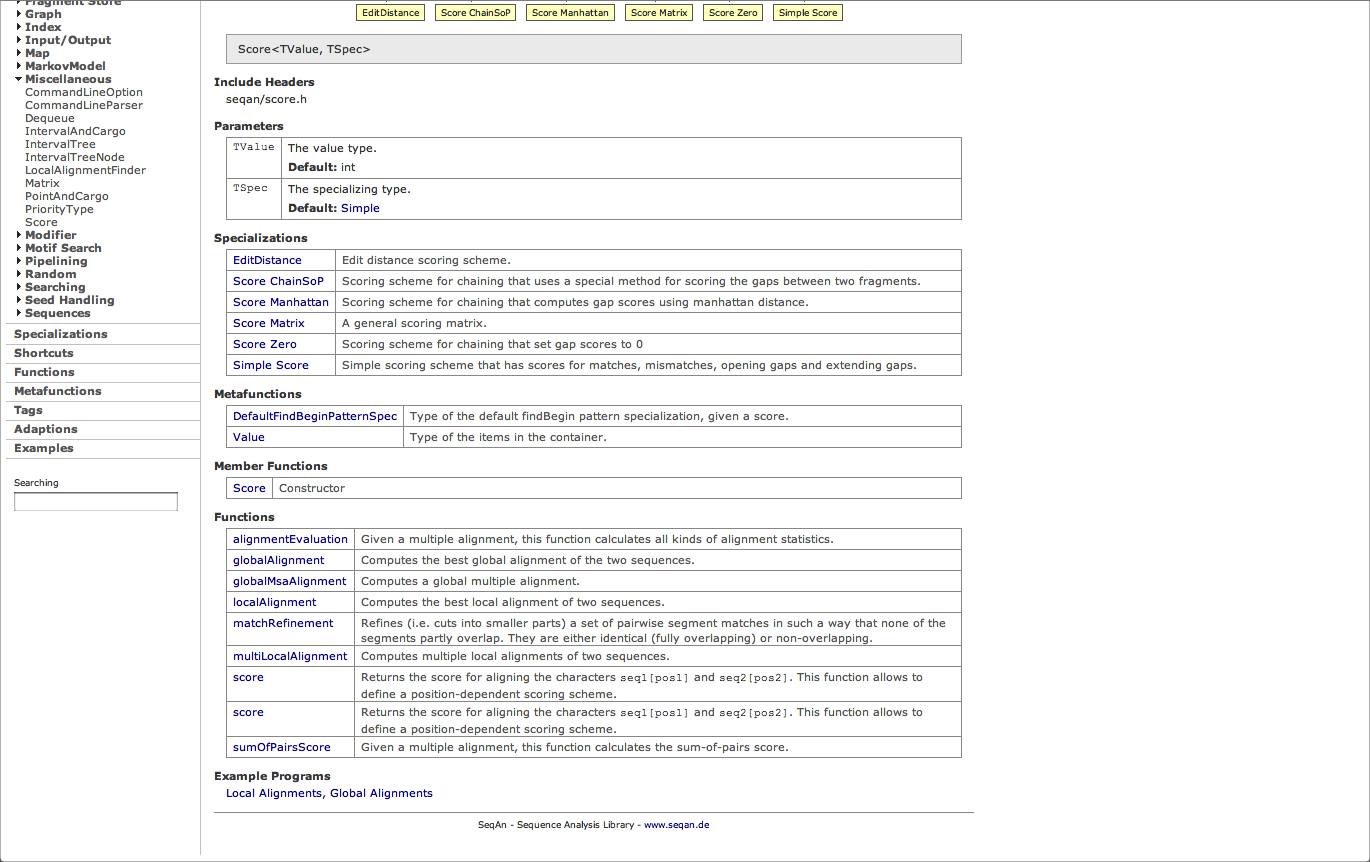 Fragment Store
Graph
Index
Input/Output
Map
MarkovModel
Miscellaneous
CommandLineOption
CommandLineParser
Dequeue
IntervalAndCargo
IntervalTree
IntervalTreeNode
LocalAlignmentFinder
Matrix
PointAndCargo
PriorityType
Score
Modifier
Motif Search
Pipelining
Random
Searching
Seed Handling
Sequences
Specializations
Shortcuts
Functions
Metafunctions
Tags
Adaptions
Examples
Searching
EditDistance Score ChainSoP Score Manhattan Score Matrix Score Zero Simple Score
Score<TValue, TSpec>
Include Headers
seqan/score.h
Parameters
TValue The value type.
Default: int
TSpec The specializing type.
Default: Simple
Specializations
EditDistance Edit distance scoring scheme.
Score ChainSoP Scoring scheme for chaining that uses a special method for scoring the gaps between two fragments.
Score Manhattan Scoring scheme for chaining that computes gap scores using manhattan distance.
Score Matrix A general scoring matrix.
Score Zero Scoring scheme for chaining that set gap scores to 0
Simple Score Simple scoring scheme that has scores for matches, mismatches, opening gaps and extending gaps.
Metafunctions
DefaultFindBeginPatternSpec Type of the default findBegin pattern specialization, given a score.
Value Type of the items in the container.
Member Functions
Score Constructor
Functions
alignmentEvaluation Given a multiple alignment, this function calculates all kinds of alignment statistics.
globalAlignment Computes the best global alignment of the two sequences.
globalMsaAlignment Computes a global multiple alignment.
localAlignment Computes the best local alignment of two sequences.
matchRefinement Refines (i.e. cuts into smaller parts) a set of pairwise segment matches in such a way that none of the
segments partly overlap. They are either identical (fully overlapping) or non-overlapping.
multiLocalAlignment Computes multiple local alignments of two sequences.
score Returns the score for aligning the characters seq1[pos1] and seq2[pos2]. This function allows to
define a position-dependent scoring scheme.
score Returns the score for aligning the characters seq1[pos1] and seq2[pos2]. This function allows to
define a position-dependent scoring scheme.
sumOfPairsScore Given a multiple alignment, this function calculates the sum-of-pairs score.
Example Programs
Local Alignments, Global Alignments
SeqAn - Sequence Analysis Library - www.seqan.de